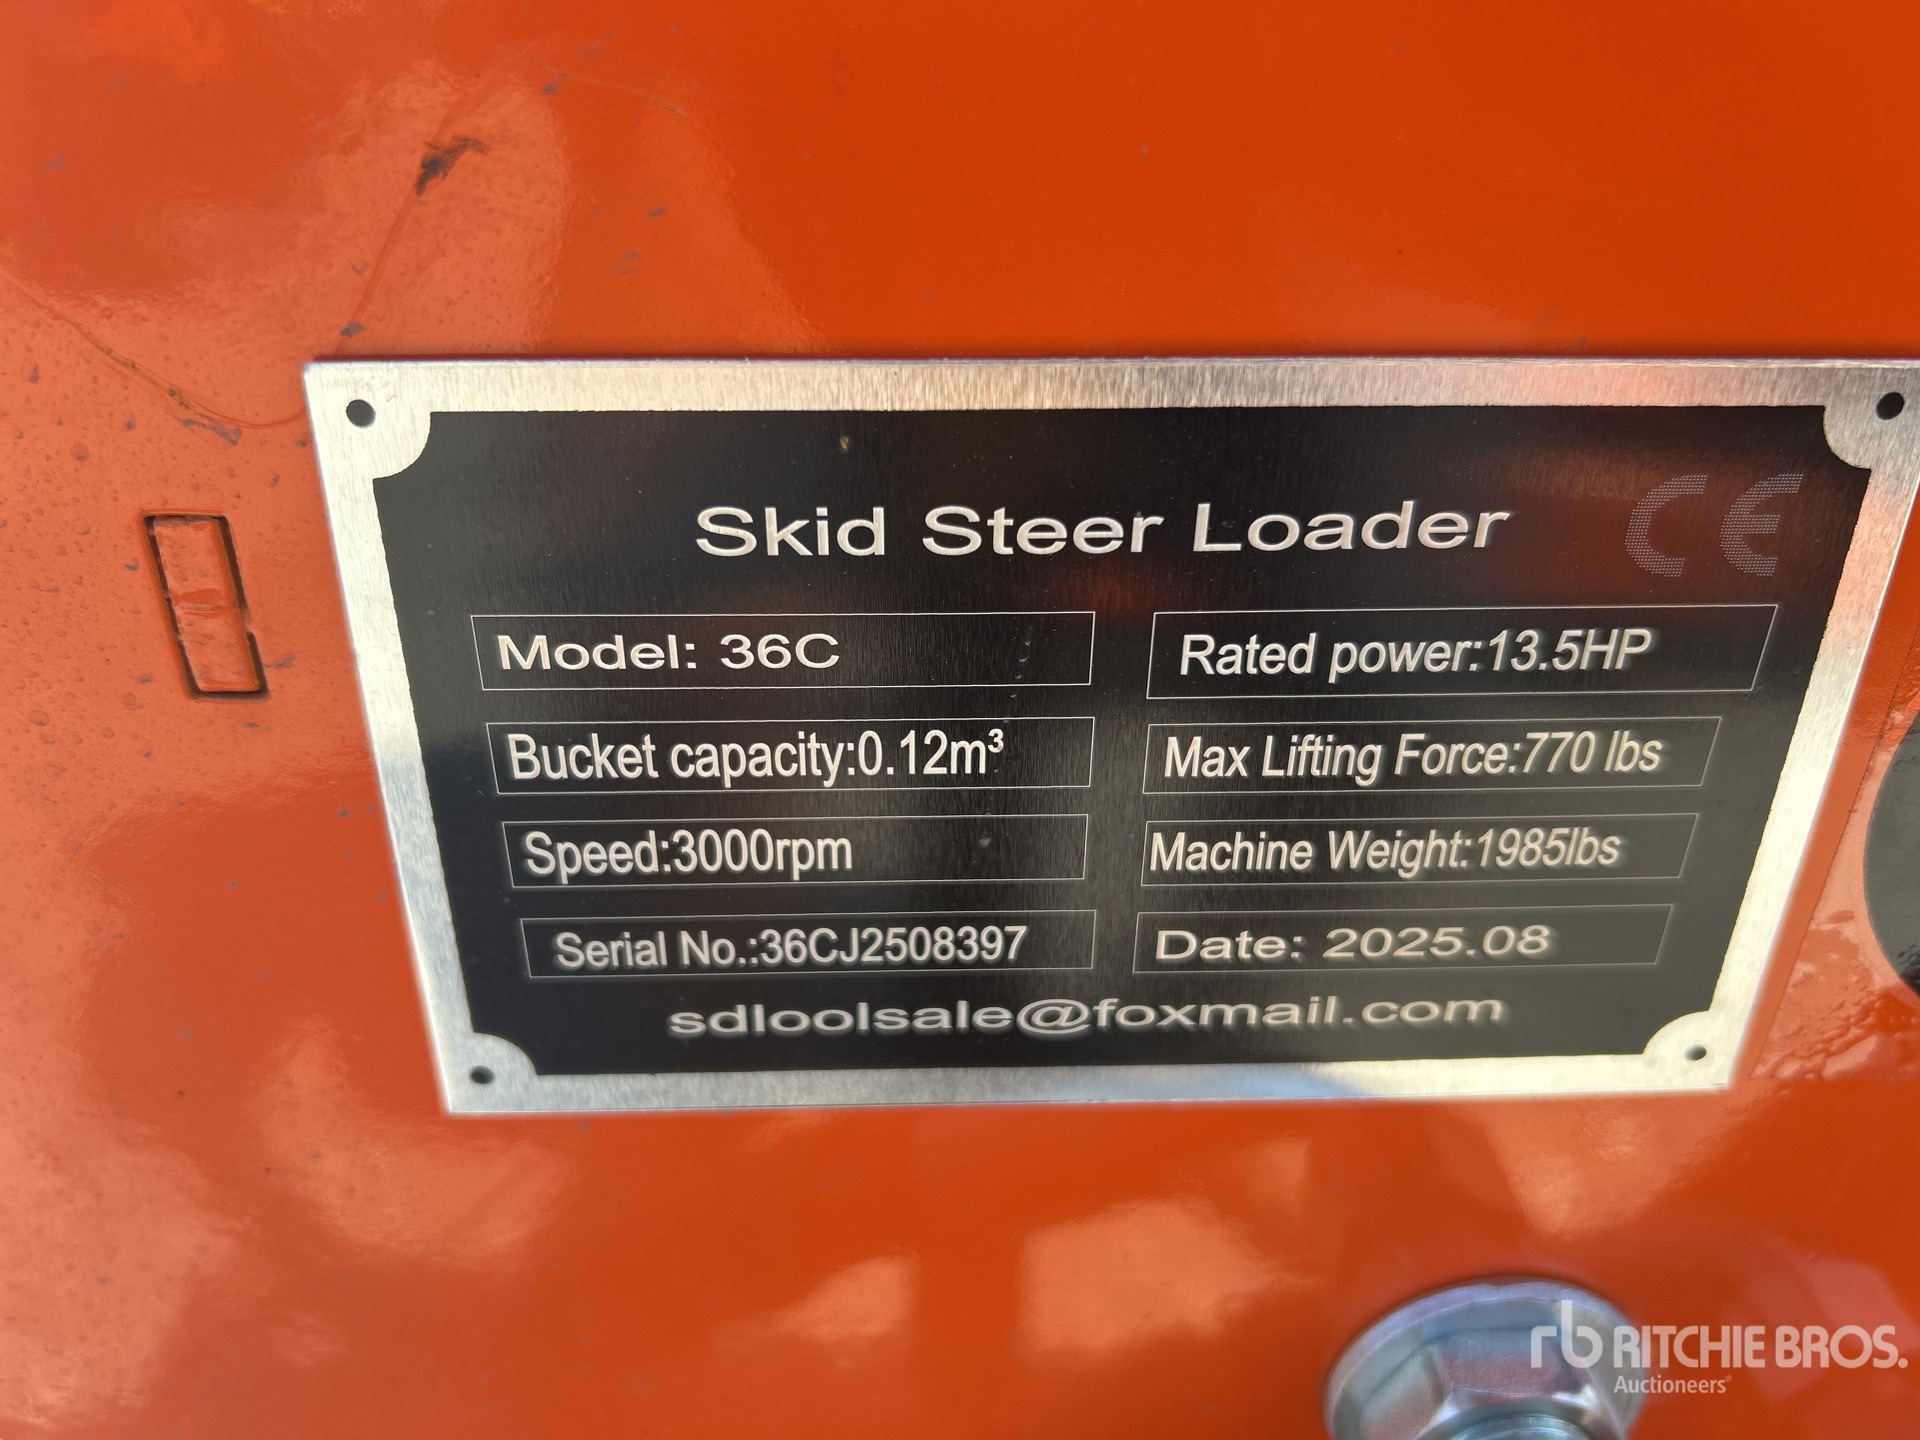 Skid Steer Loader CE
Model: 36C
Rated power:13.5HP
Bucket capacity:0.12m³
Max Lifting Force:770 lbs
Speed:3000rpm
Machine Weight:1985lbs
Serial No.:36CJ2508397
Date: 2025.08
sdloolsale@foxmail.com
rb RITCHIE BROS.
Auctioneers®